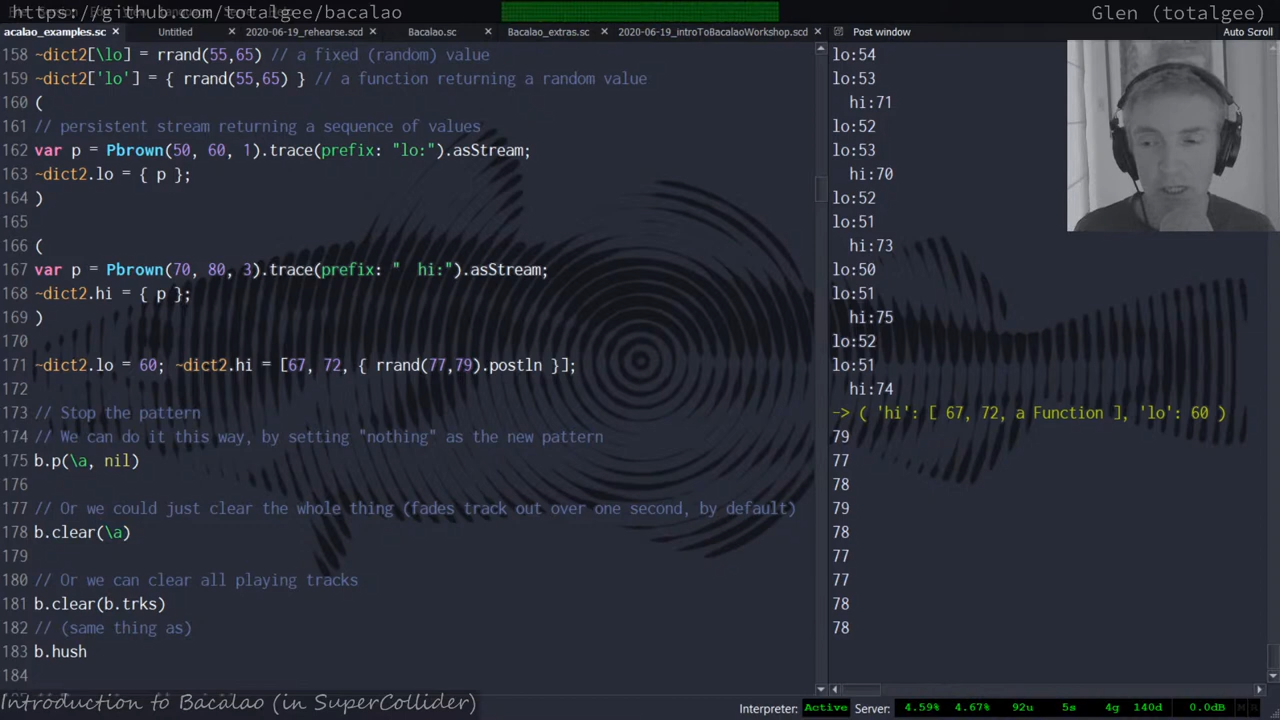 https://github.com/totalgee/bacalao
Glen (totalgee)
acalao_examples.sc
Untitled
2020-06-19_rehearse.scd
Bacalao.sc
Bacalao_extras.sc
2020-06-19_introToBacalaoWorkshop.scd
Post window
Auto Scroll
158 ~dict2[\lo] = rrand(55,65) // a fixed (random) value
159 ~dict2['lo'] = { rrand(55,65) } // a function returning a random value
160 (
161 // persistent stream returning a sequence of values
162 var p = Pbrown(50, 60, 1).trace(prefix: "lo:").asStream;
163 ~dict2.lo = { p };
164 )
165
166 (
167 var p = Pbrown(70, 80, 3).trace(prefix: "  hi:").asStream;
168 ~dict2.hi = { p };
169 )
170
171 ~dict2.lo = 60; ~dict2.hi = [67, 72, { rrand(77,79).postln }];
172
173 // Stop the pattern
174 // We can do it this way, by setting "nothing" as the new pattern
175 b.p(\a, nil)
176
177 // Or we could just clear the whole thing (fades track out over one second, by default)
178 b.clear(\a)
179
180 // Or we can clear all playing tracks
181 b.clear(b.trks)
182 // (same thing as)
183 b.hush
184
lo:54
lo:53
hi:71
lo:52
lo:53
hi:70
lo:52
lo:51
hi:73
lo:50
lo:51
hi:75
lo:52
lo:51
hi:74
-> ( 'hi': [ 67, 72, a Function ], 'lo': 60 )
79
77
78
79
78
77
77
78
78
Introduction to Bacalao (in SuperCollider)
Interpreter: Active Server: 4.59% 4.67% 92u 5s 4g 140d 0.0dB M R